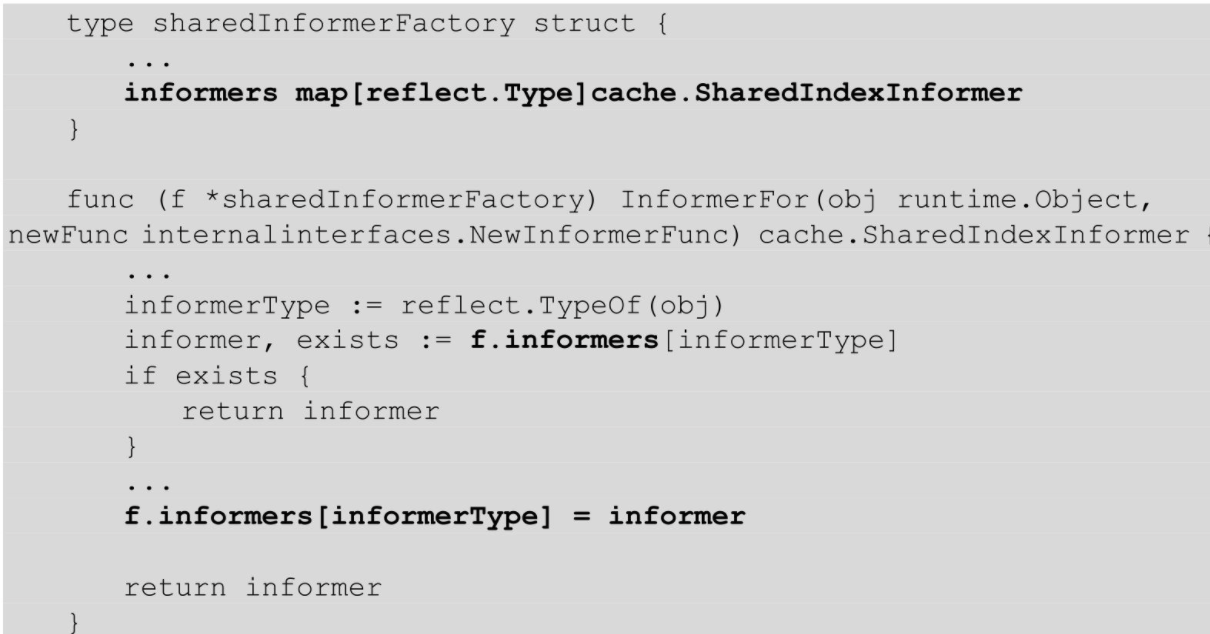 type sharedInformerFactory struct {
...
informers map[reflect.Type]cache.SharedIndexInformer
}
func (f *sharedInformerFactory) InformerFor(obj runtime.Object,
newFunc internalinterfaces.NewInformerFunc) cache.SharedIndexInformer {
...
informerType := reflect.TypeOf(obj)
informer, exists := f.informers[informerType]
if exists {
return informer
}
...
f.informers[informerType] = informer
return informer
}